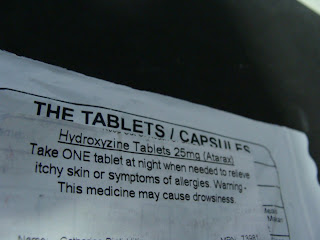 THE TABLETS / CAPSULES
Hydroxyzine Tablets 25mg (Atarax)
Take ONE tablet at night when needed to relieve
itchy skin or symptoms of allergies. Warning -
This medicine may cause drowsiness.
Name: